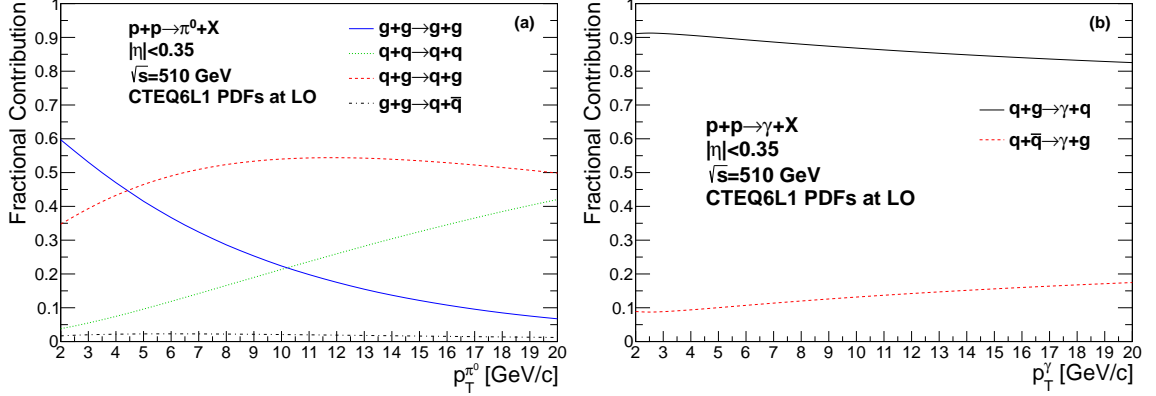 (a)
p+p→π⁰+X
|η|<0.35
√s=510 GeV
CTEQ6L1 PDFs at LO
g+g→g+g
q+q→q+q
q+g→q+g
g+g→q+q̅
Fractional Contribution
1
0.9
0.8
0.7
0.6
0.5
0.4
0.3
0.2
0.1
0
2 3 4 5 6 7 8 9 10 11 12 13 14 15 16 17 18 19 20
p_T^π⁰ [GeV/c]
(b)
q+g→γ+q
q+q̅→γ+g
p+p→γ+X
|η|<0.35
√s=510 GeV
CTEQ6L1 PDFs at LO
Fractional Contribution
1
0.9
0.8
0.7
0.6
0.5
0.4
0.3
0.2
0.1
0
2 3 4 5 6 7 8 9 10 11 12 13 14 15 16 17 18 19 20
p_T^γ [GeV/c]